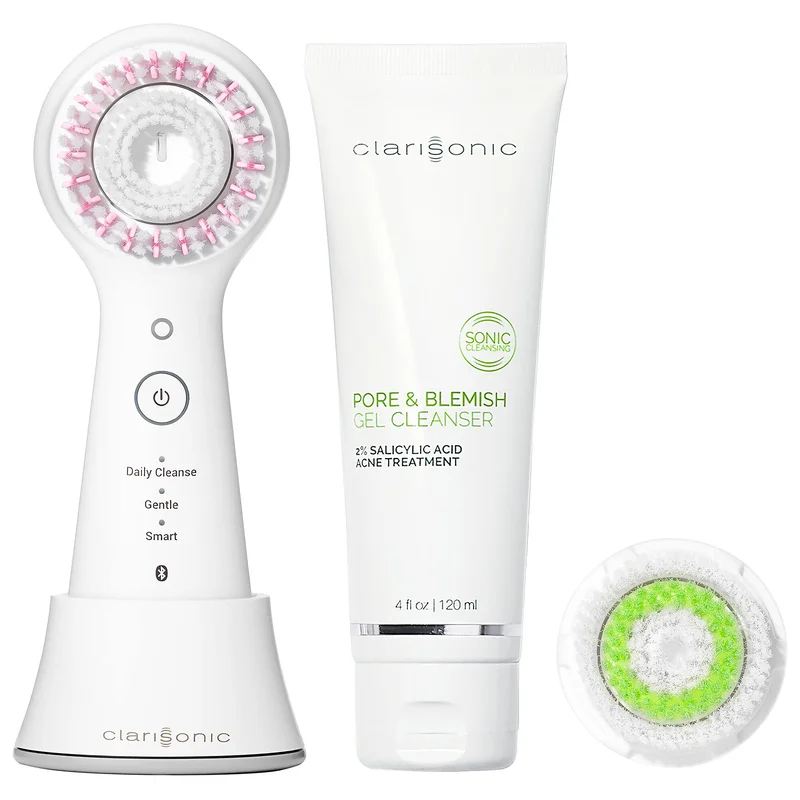 Daily Cleanse
Gentle
Smart
clarisonic
clarisonic
SONIC
CLEANSING
PORE & BLEMISH
GEL CLEANSER
2% SALICYLIC ACID
ACNE TREATMENT
4 fl oz | 120 ml